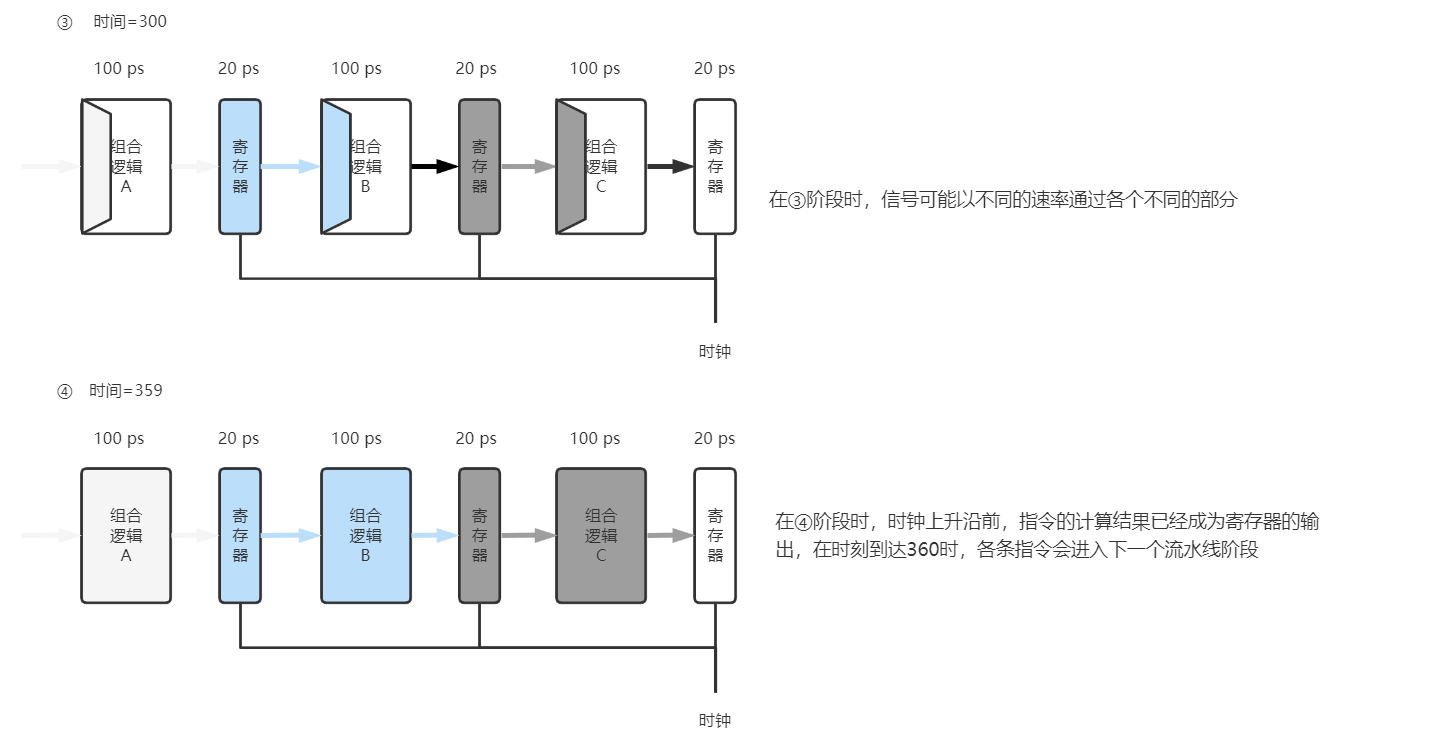 ③ 时间=300
100 ps 20 ps 100 ps 20 ps 100 ps 20 ps
组合
逻辑
A
寄
存
器
组合
逻辑
B
寄
存
器
组合
逻辑
C
寄
存
器
在③阶段时，信号可能以不同的速率通过各个不同的部分
时钟
④ 时间=359
100 ps 20 ps 100 ps 20 ps 100 ps 20 ps
组合
逻辑
A
寄
存
器
组合
逻辑
B
寄
存
器
组合
逻辑
C
寄
存
器
在④阶段时，时钟上升沿前，指令的计算结果已经成为寄存器的输
出，在时刻到达360时，各条指令会进入下一个流水线阶段
时钟